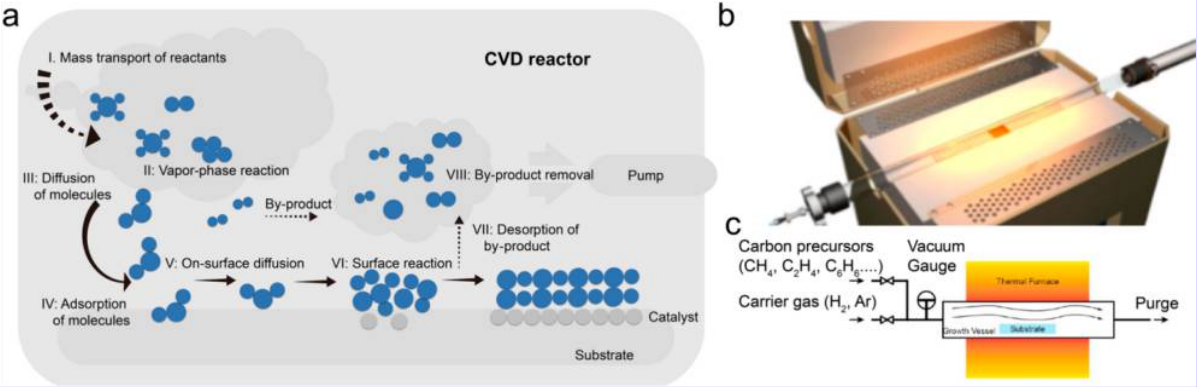 a
CVD reactor
I. Mass transport of reactants
II: Vapor-phase reaction
III: Diffusion
of molecules
By-product
VIII: By-product removal
Pump
VII: Desorption of
by-product
V: On-surface diffusion
VI: Surface reaction
IV: Adsorption
of molecules
Catalyst
Substrate
b
c
Carbon precursors
(CH₄, C₂H₄, C₆H₆....)
Vacuum
Gauge
Carrier gas (H₂, Ar)
Thermal Furnace
Growth Vessel
Substrate
Purge